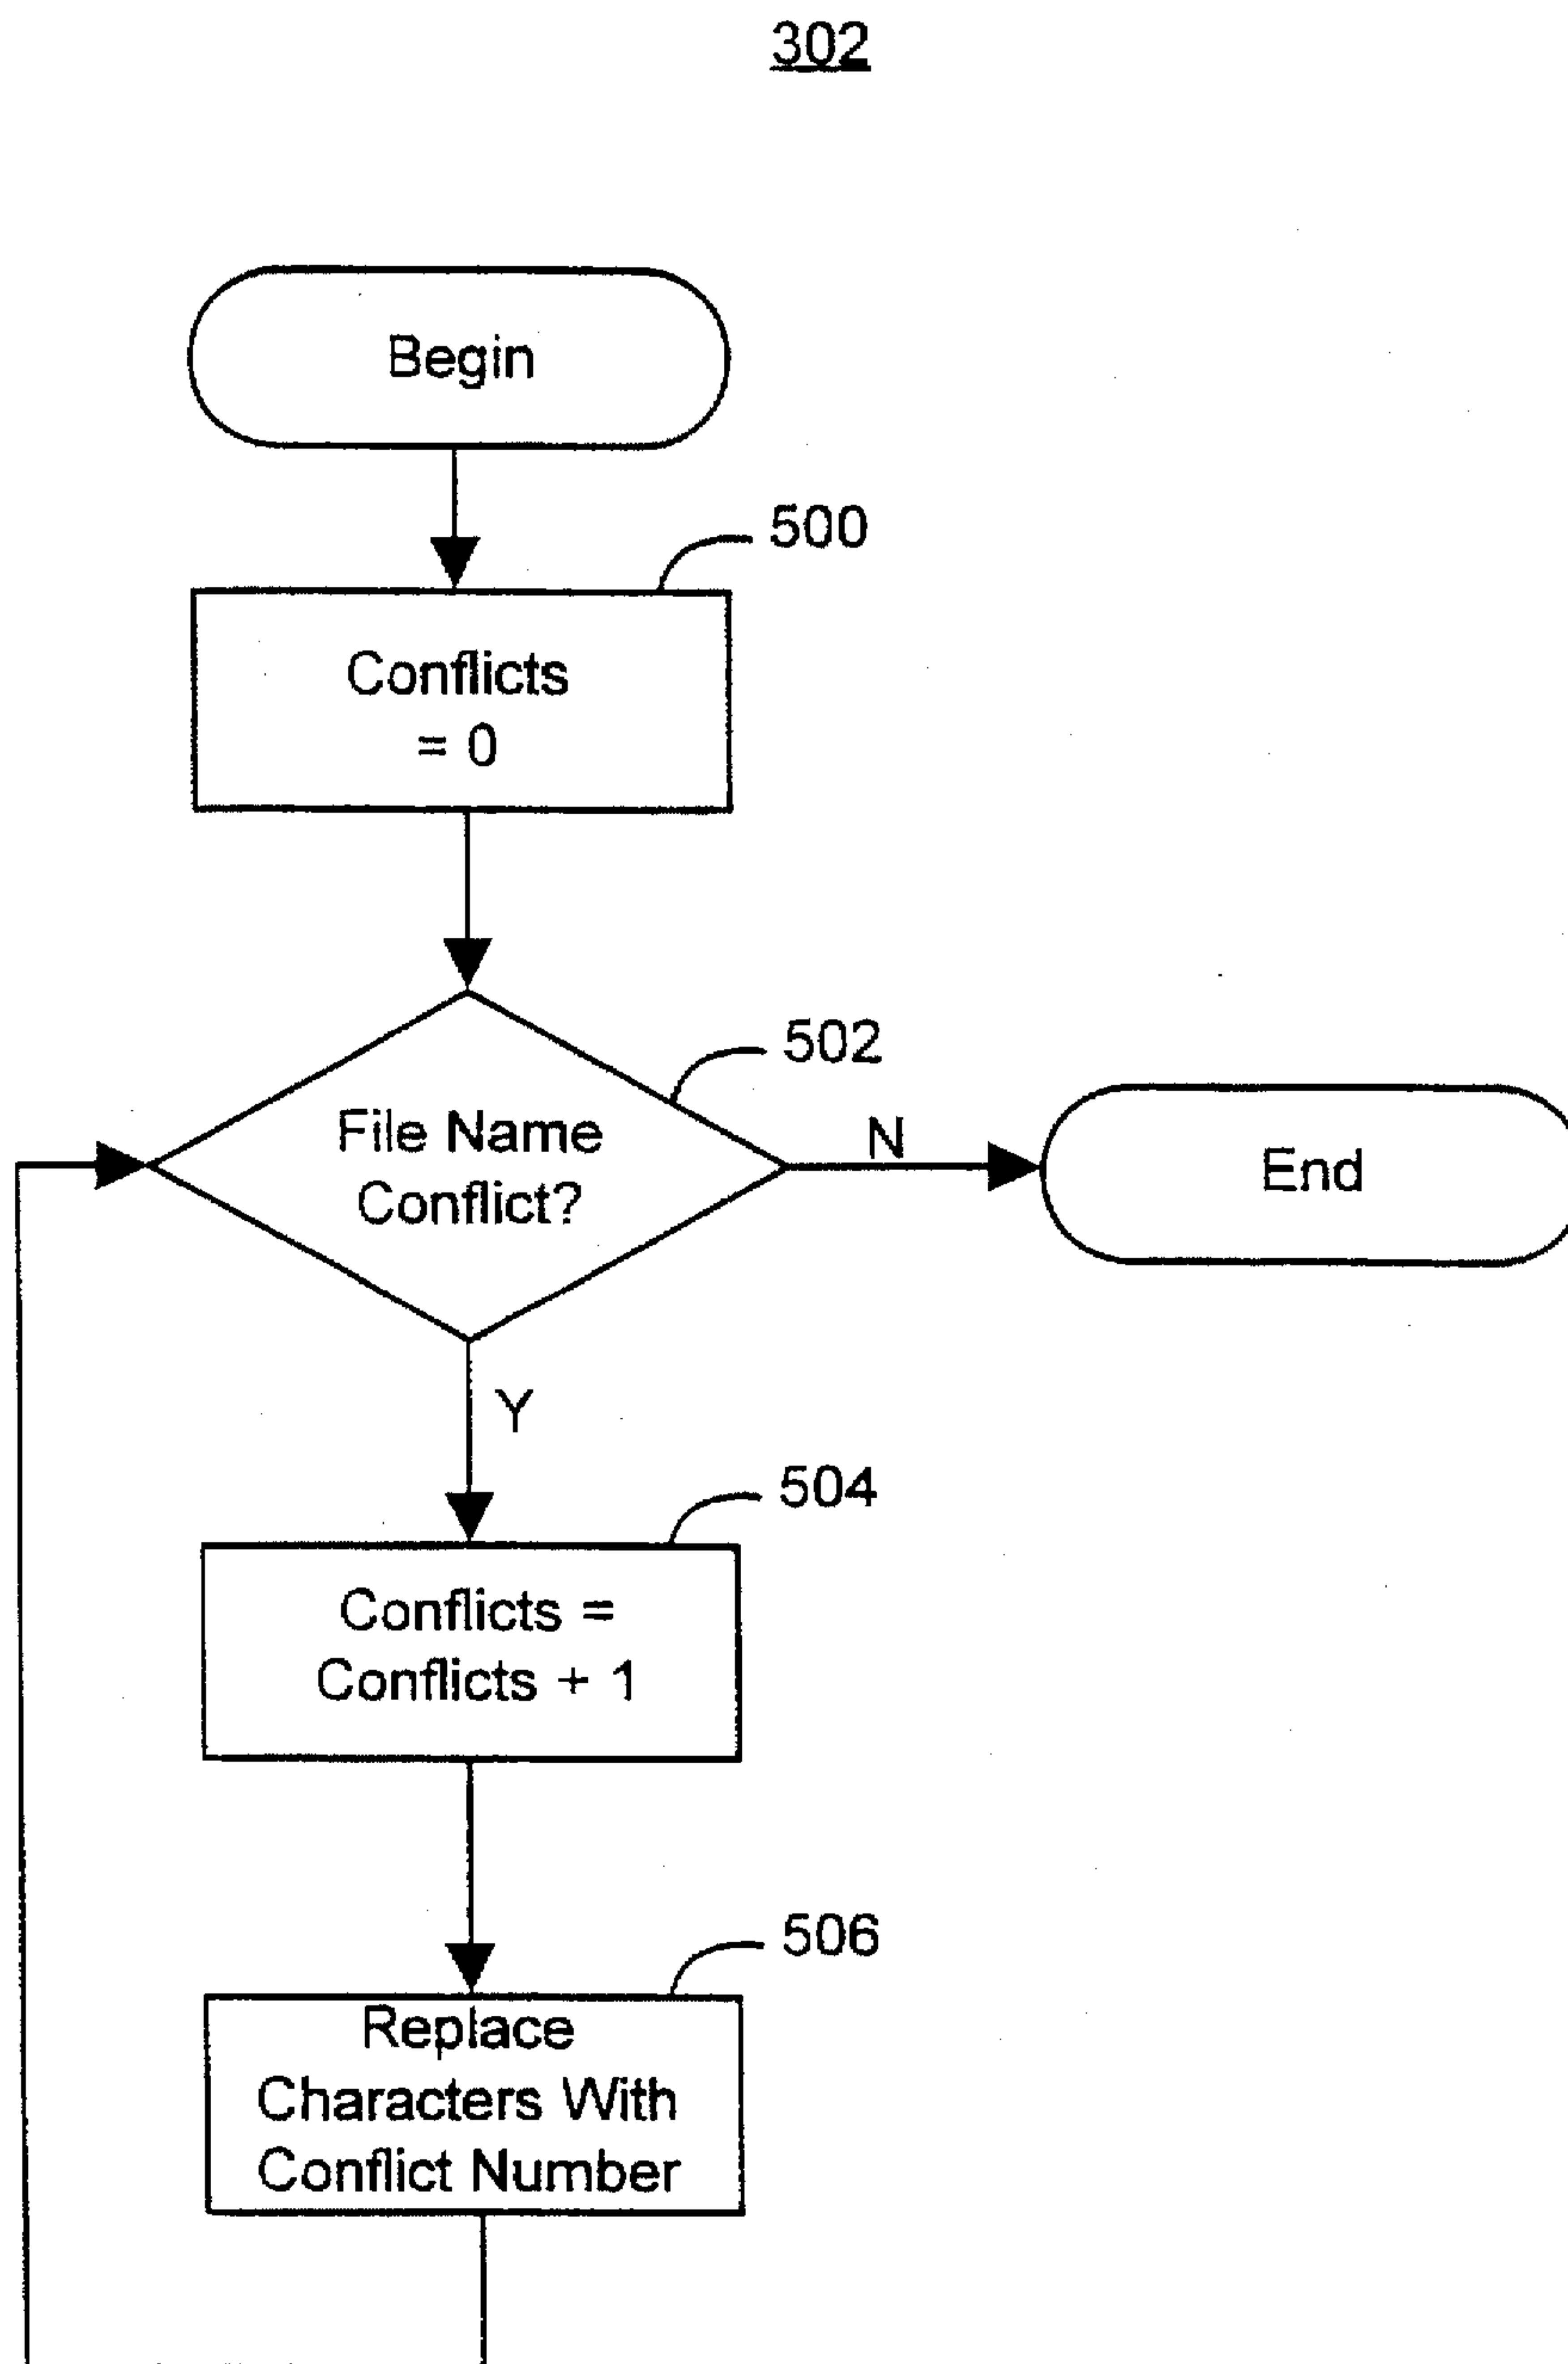 302
Begin
500
Conflicts
= 0
502
File Name
Conflict?
N
End
Y
504
Conflicts =
Conflicts + 1
506
Replace
Characters With
Conflict Number